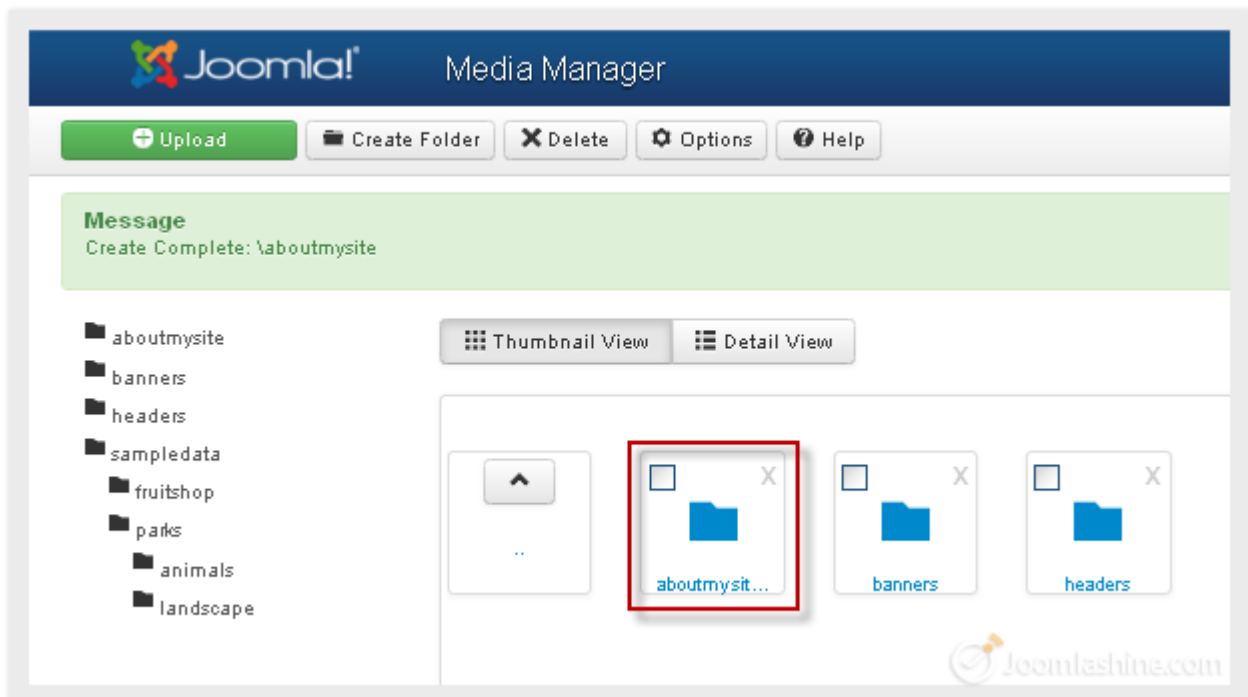 Joomla!® Media Manager
Upload Create Folder Delete Options Help
Message
Create Complete: \aboutmysite
aboutmysite
banners
headers
sampledata
fruitshop
parks
animals
landscape
Thumbnail View Detail View
..
X
aboutmysit...
X
banners
X
headers
Joomlashine.com